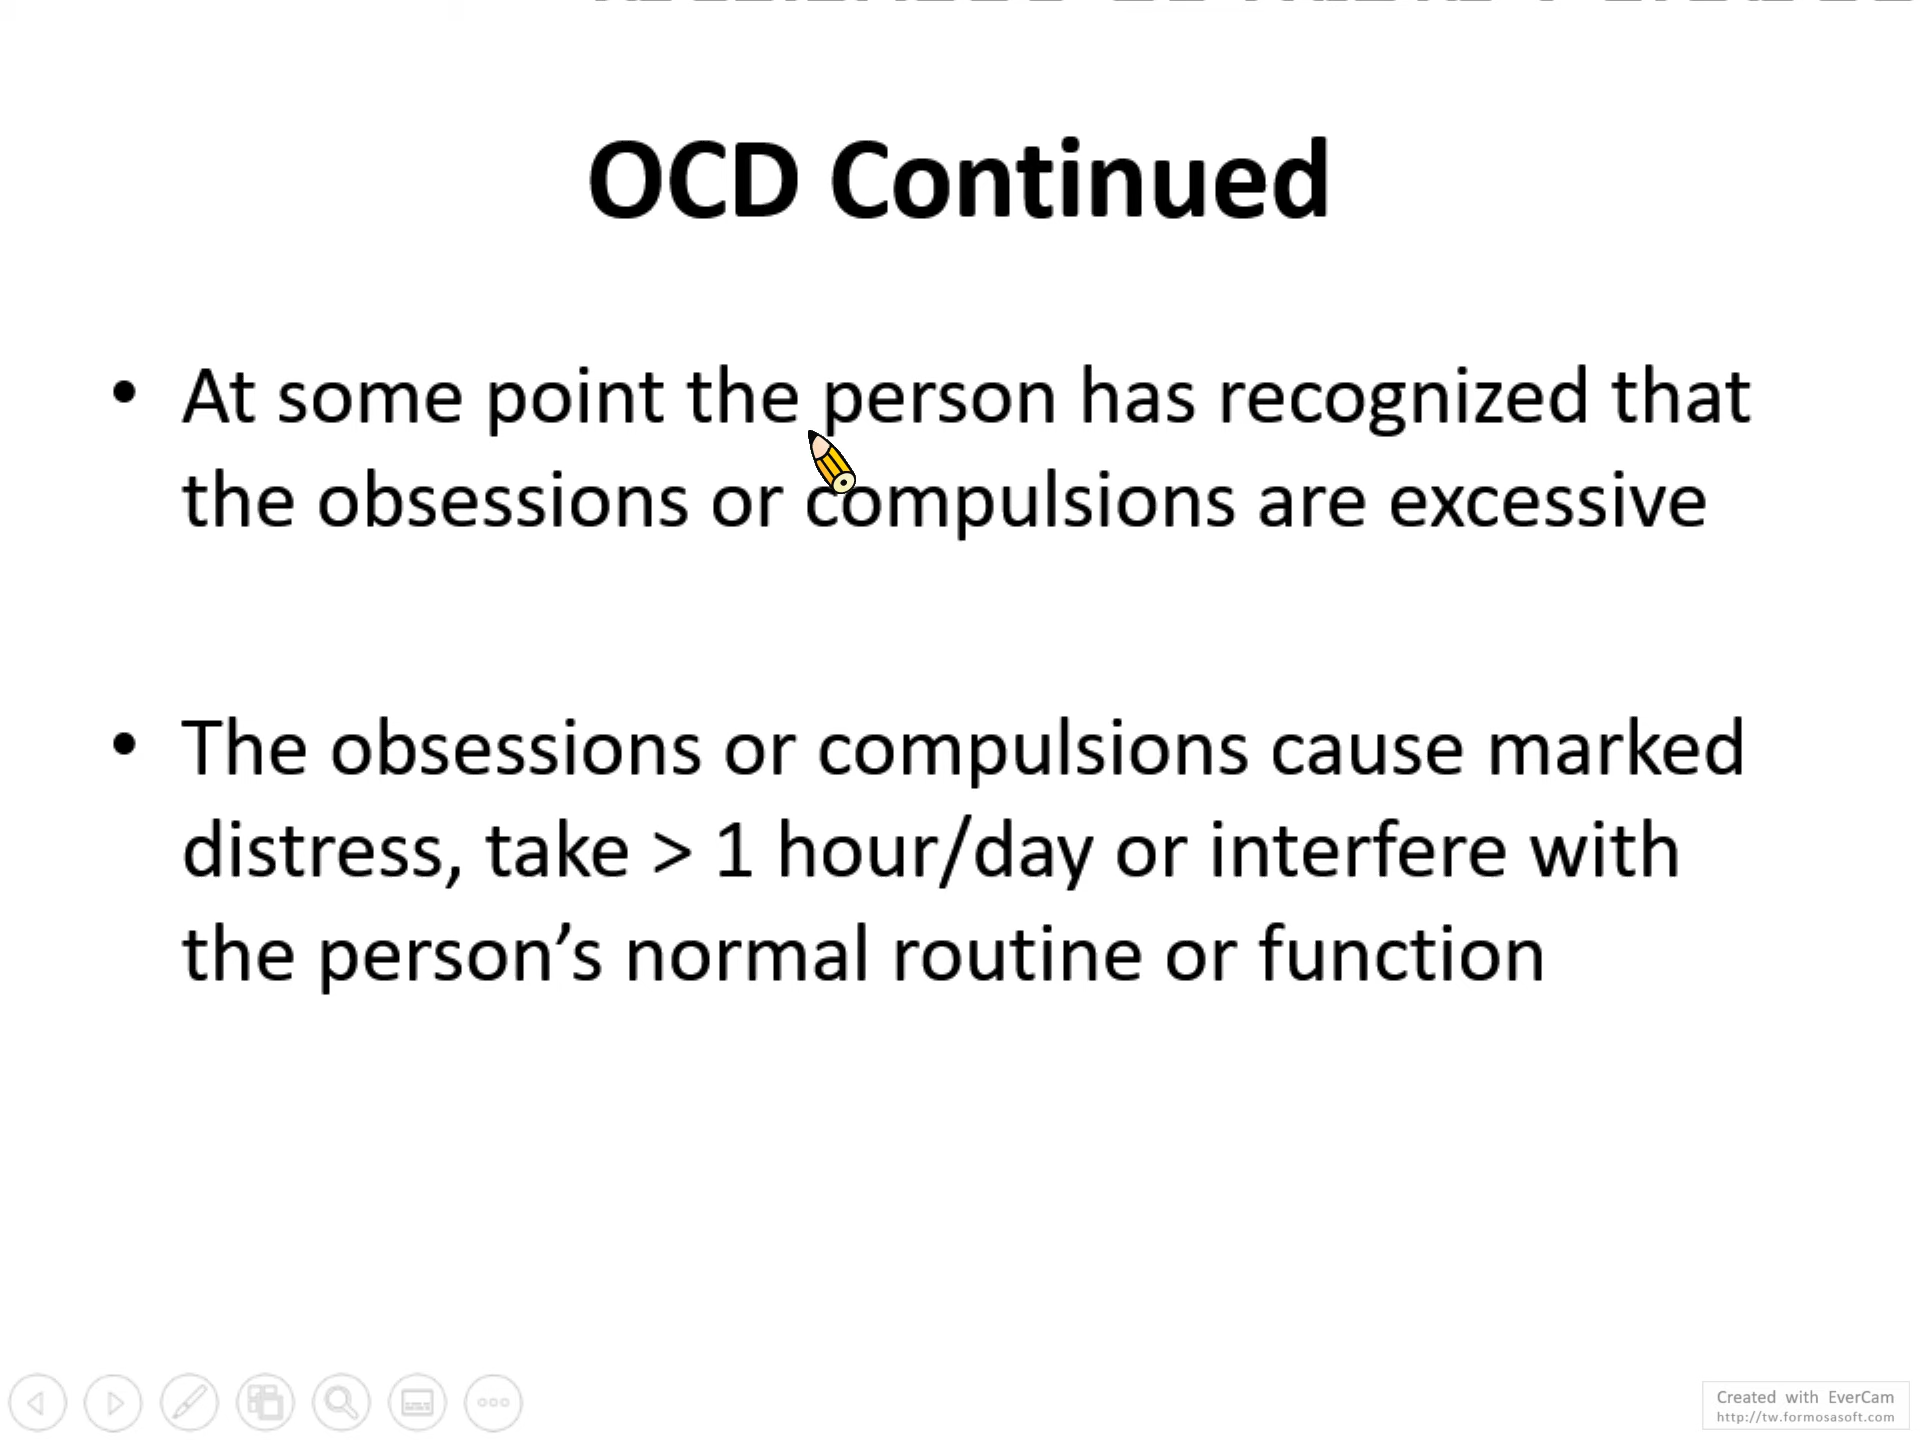 OCD Continued
• At some point the person has recognized that
the obsessions or compulsions are excessive
• The obsessions or compulsions cause marked
distress, take > 1 hour/day or interfere with
the person’s normal routine or function
Created with EverCam
http://tw.formosasoft.com